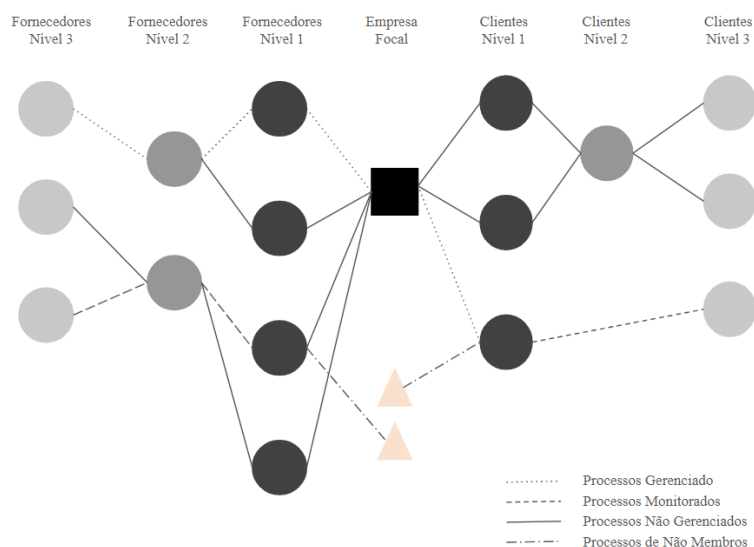 Fornecedores
Nível 3
Fornecedores
Nível 2
Fornecedores
Nível 1
Empresa
Focal
Clientes
Nível 1
Clientes
Nível 2
Clientes
Nível 3
Processos Gerenciado
Processos Monitorados
Processos Não Gerenciados
Processos de Não Membros